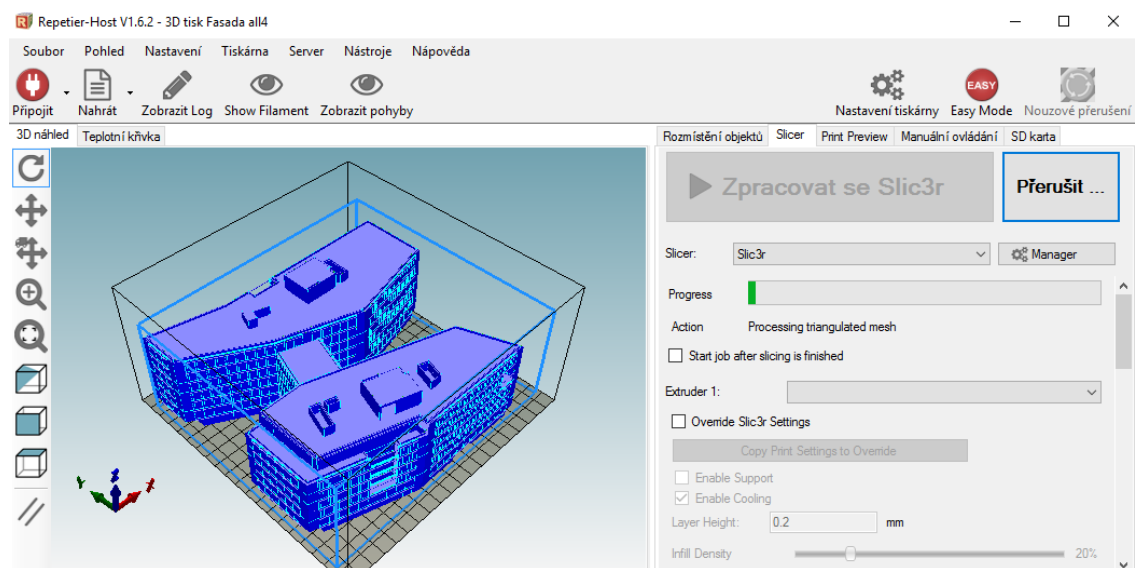 Repetier-Host V1.6.2 - 3D tisk Fasada all4
Soubor Pohled Nastavení Tiskárna Server Nástroje Nápověda
Připojit Nahrát Zobrazit Log Show Filament Zobrazit pohyby Nastavení tiskárny EASY Easy Mode Nouzové přerušení
3D náhled Teplotní křivka Rozmístění objektů Slicer Print Preview Manuální ovládání SD karta
Zpracovat se Slic3r Přerušit ...
Slicer: Slic3r Manager
Progress
Action Processing triangulated mesh
Start job after slicing is finished
Extruder 1:
Override Slic3r Settings
Copy Print Settings to Override
Enable Support
Enable Cooling
Layer Height: 0.2 mm
Infill Density 20%